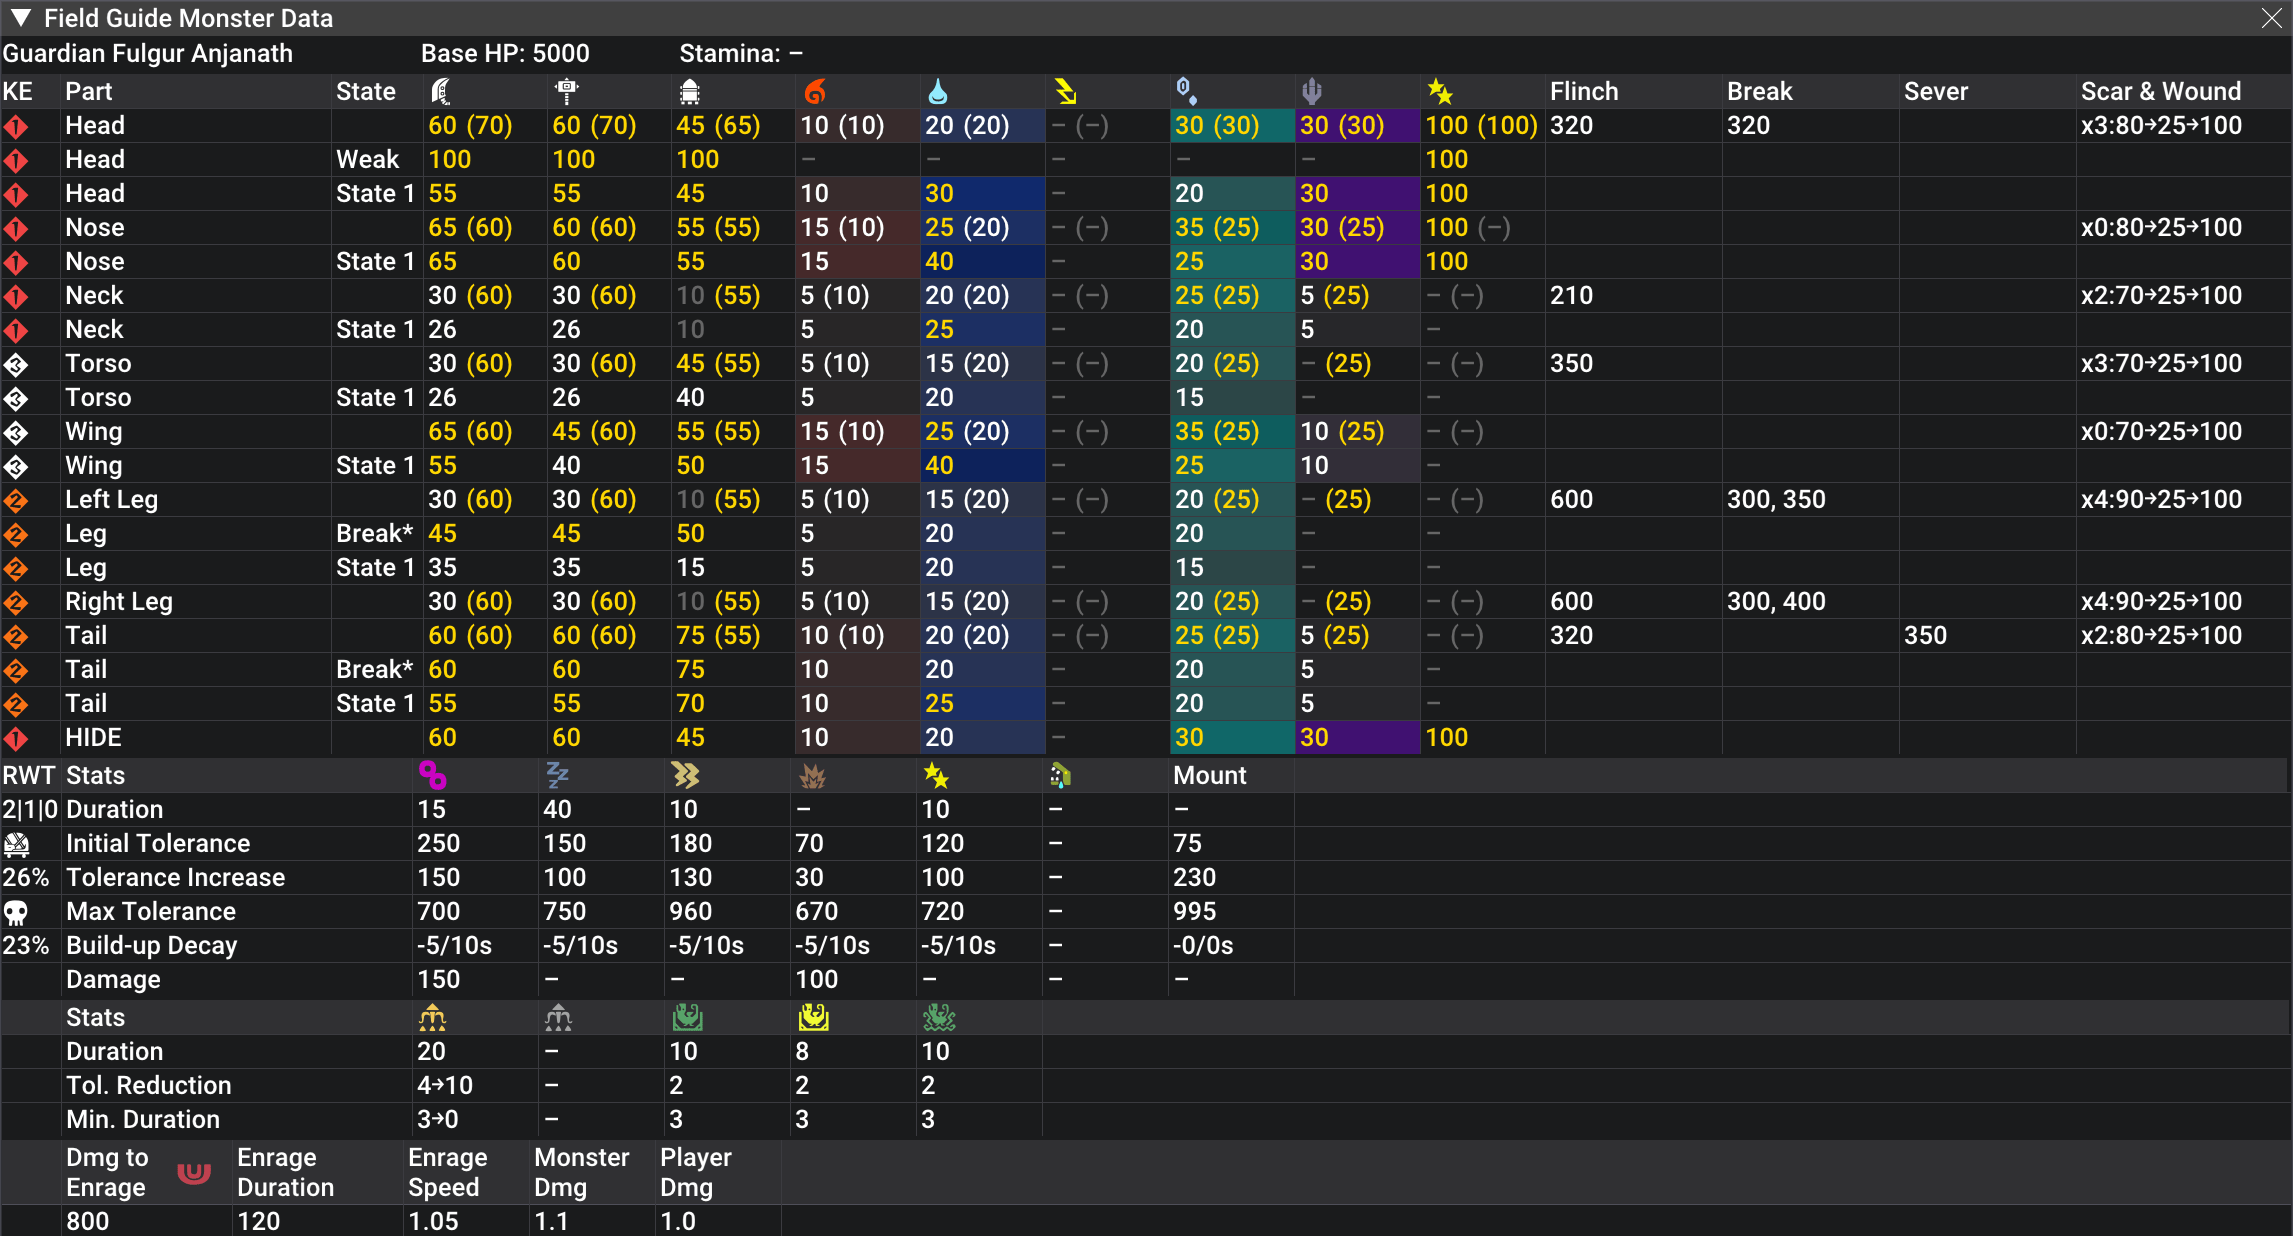 Field Guide Monster Data
Guardian Fulgur Anjanath Base HP: 5000 Stamina: –
KE Part State Flinch Break Sever Scar & Wound
1 Head 60 (70) 60 (70) 45 (65) 10 (10) 20 (20) – (–) 30 (30) 30 (30) 100 (100) 320 320 x3:80→25→100
1 Head Weak 100 100 100 – – – – – 100
1 Head State 1 55 55 45 10 30 – 20 30 100
1 Nose 65 (60) 60 (60) 55 (55) 15 (10) 25 (20) – (–) 35 (25) 30 (25) 100 (–) x0:80→25→100
1 Nose State 1 65 60 55 15 40 – 25 30 100
1 Neck 30 (60) 30 (60) 10 (55) 5 (10) 20 (20) – (–) 25 (25) 5 (25) – (–) 210 x2:70→25→100
1 Neck State 1 26 26 10 5 25 – 20 5 –
3 Torso 30 (60) 30 (60) 45 (55) 5 (10) 15 (20) – (–) 20 (25) – (25) – (–) 350 x3:70→25→100
3 Torso State 1 26 26 40 5 20 – 15 – –
3 Wing 65 (60) 45 (60) 55 (55) 15 (10) 25 (20) – (–) 35 (25) 10 (25) – (–) x0:70→25→100
3 Wing State 1 55 40 50 15 40 – 25 10 –
2 Left Leg 30 (60) 30 (60) 10 (55) 5 (10) 15 (20) – (–) 20 (25) – (25) – (–) 600 300, 350 x4:90→25→100
2 Leg Break* 45 45 50 5 20 – 20 – –
2 Leg State 1 35 35 15 5 20 – 15 – –
2 Right Leg 30 (60) 30 (60) 10 (55) 5 (10) 15 (20) – (–) 20 (25) – (25) – (–) 600 300, 400 x4:90→25→100
2 Tail 60 (60) 60 (60) 75 (55) 10 (10) 20 (20) – (–) 25 (25) 5 (25) – (–) 320 350 x2:80→25→100
2 Tail Break* 60 60 75 10 20 – 20 5 –
2 Tail State 1 55 55 70 10 25 – 20 5 –
1 HIDE 60 60 45 10 20 – 30 30 100
RWT Stats Mount
2|1|0 Duration 15 40 10 – 10 – –
Initial Tolerance 250 150 180 70 120 – 75
26% Tolerance Increase 150 100 130 30 100 – 230
Max Tolerance 700 750 960 670 720 – 995
23% Build-up Decay -5/10s -5/10s -5/10s -5/10s -5/10s – -0/0s
Damage 150 – – 100 – – –
Stats
Duration 20 – 10 8 10
Tol. Reduction 4→10 – 2 2 2
Min. Duration 3→0 – 3 3 3
Dmg to Enrage Enrage Monster Player
Enrage Duration Speed Dmg Dmg
800 120 1.05 1.1 1.0